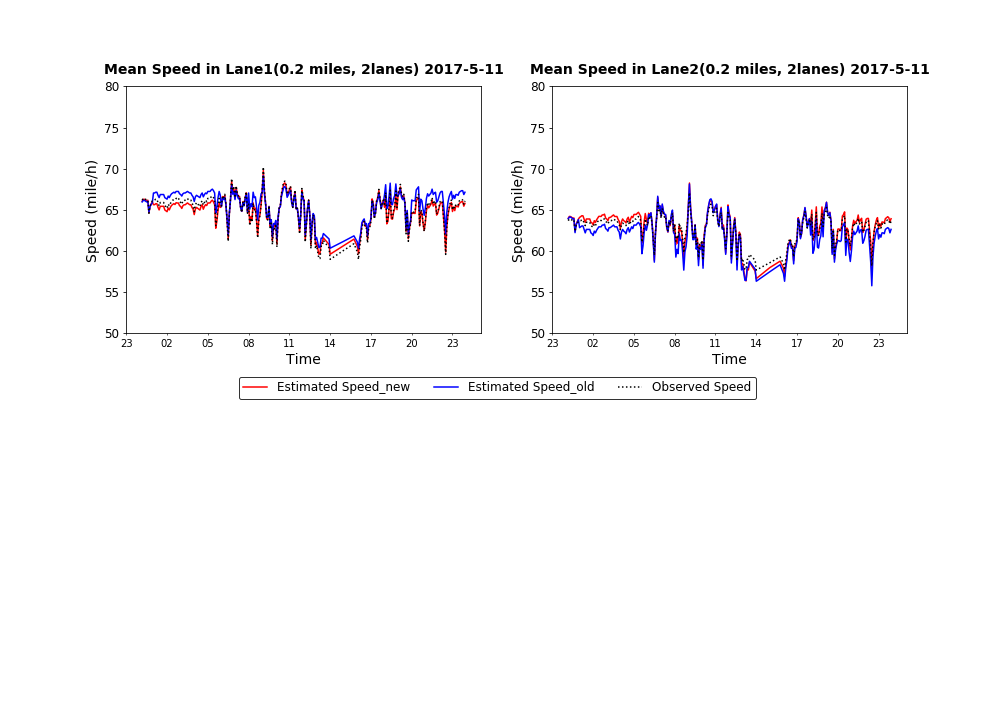 Mean Speed in Lane1(0.2 miles, 2lanes) 2017-5-11
80
75
70
65
60
55
50
Speed (mile/h)
23 02 05 08 11 14 17 20 23
Time
Mean Speed in Lane2(0.2 miles, 2lanes) 2017-5-11
80
75
70
65
60
55
50
Speed (mile/h)
23 02 05 08 11 14 17 20 23
Time
Estimated Speed_new Estimated Speed_old Observed Speed